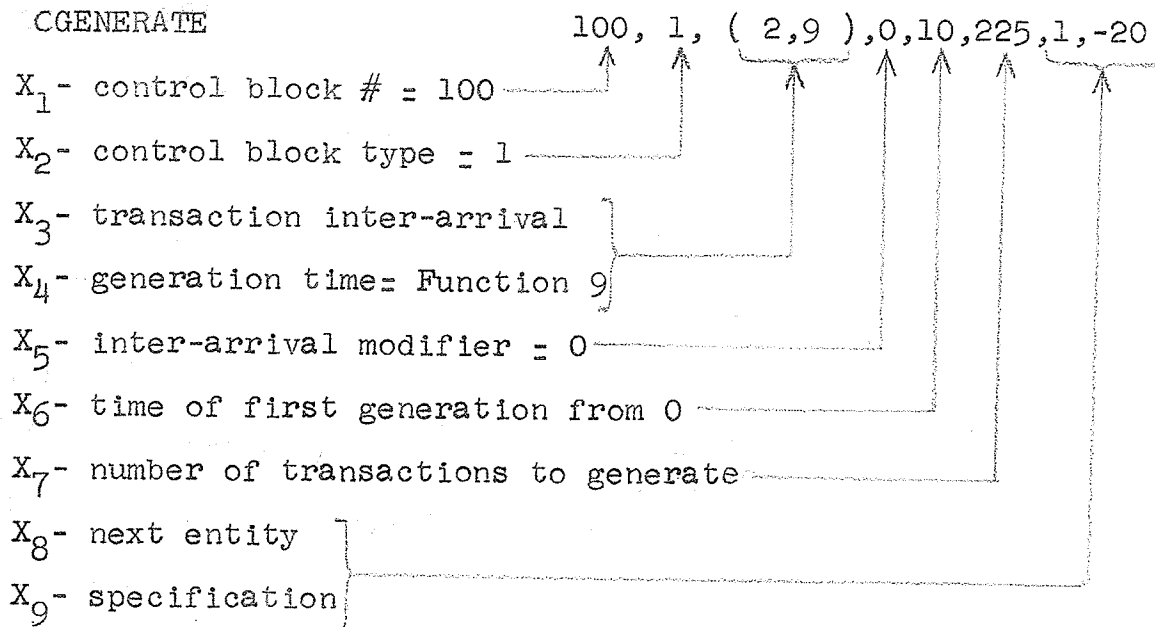 CGENERATE 100, 1, ( 2,9 ),0,10,225,1,-20
X1- control block # = 100
X2- control block type = 1
X3- transaction inter-arrival
X4- generation time= Function 9
X5- inter-arrival modifier = 0
X6- time of first generation from 0
X7- number of transactions to generate
X8- next entity
X9- specification